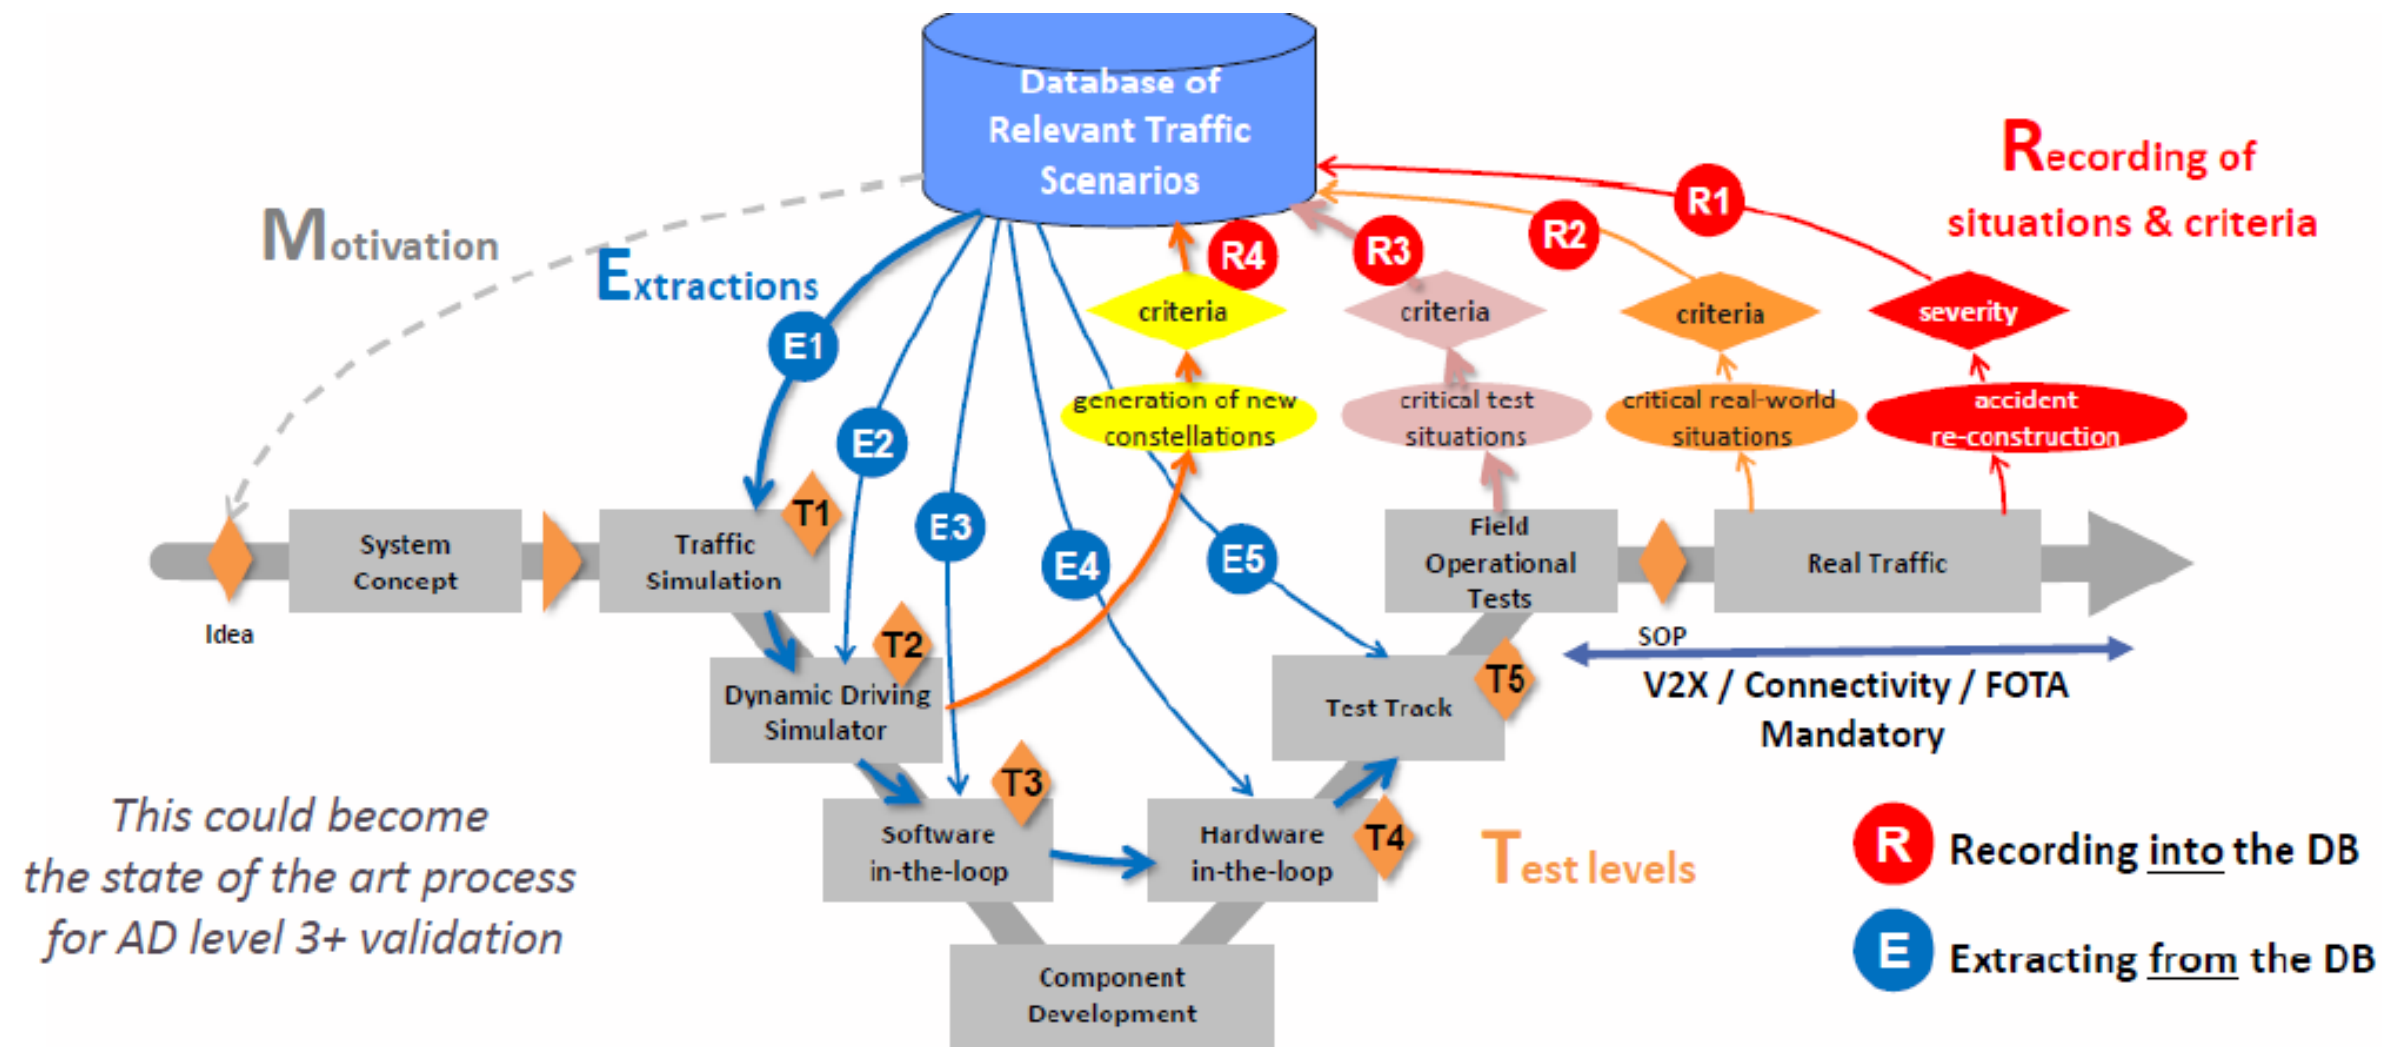 Database of
Relevant Traffic
Scenarios
Recording of
situations & criteria
Motivation
Extractions
R1
R2
R3
R4
criteria
criteria
criteria
severity
E1
E2
E3
E4
E5
generation of new
constellations
critical test
situations
critical real-world
situations
accident
re-construction
Idea
System
Concept
Traffic
Simulation
T1
Field
Operational
Tests
Real Traffic
SOP
V2X / Connectivity / FOTA
Mandatory
T2
Dynamic Driving
Simulator
Test Track
T5
T3
Software
in-the-loop
Hardware
in-the-loop
T4
Test levels
Component
Development
This could become
the state of the art process
for AD level 3+ validation
R Recording into the DB
E Extracting from the DB